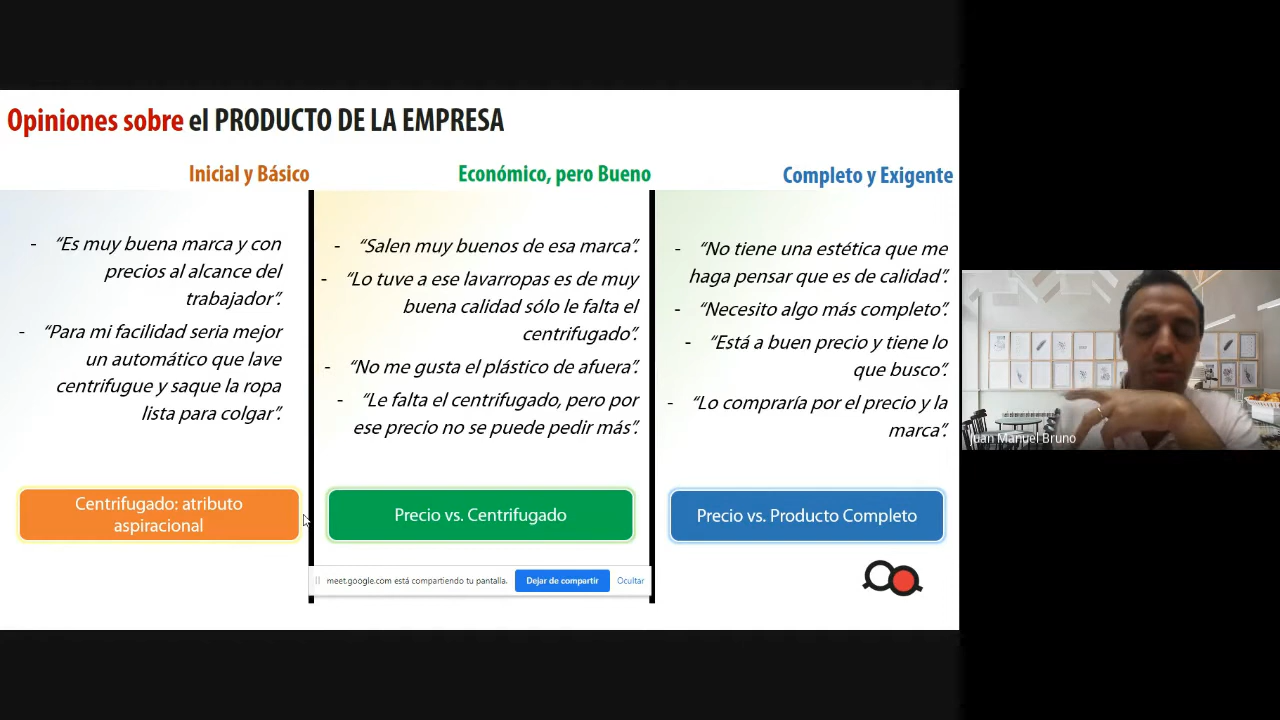 Opiniones sobre el PRODUCTO DE LA EMPRESA
Inicial y Básico
- “Es muy buena marca y con
precios al alcance del
trabajador”.
- “Para mi facilidad seria mejor
un automático que lave
centrifugue y saque la ropa
lista para colgar”.
Centrifugado: atributo
aspiracional
Económico, pero Bueno
- “Salen muy buenos de esa marca”.
- “Lo tuve a ese lavarropas es de muy
buena calidad sólo le falta el
centrifugado”.
- “No me gusta el plástico de afuera”.
- “Le falta el centrifugado, pero por
ese precio no se puede pedir más”.
Precio vs. Centrifugado
Completo y Exigente
- “No tiene una estética que me
haga pensar que es de calidad”.
- “Necesito algo más completo”.
- “Está a buen precio y tiene lo
que busco”.
- “Lo compraría por el precio y la
marca”.
Precio vs. Producto Completo
meet.google.com está compartiendo tu pantalla.
Dejar de compartir
Ocultar
Juan Manuel Bruno